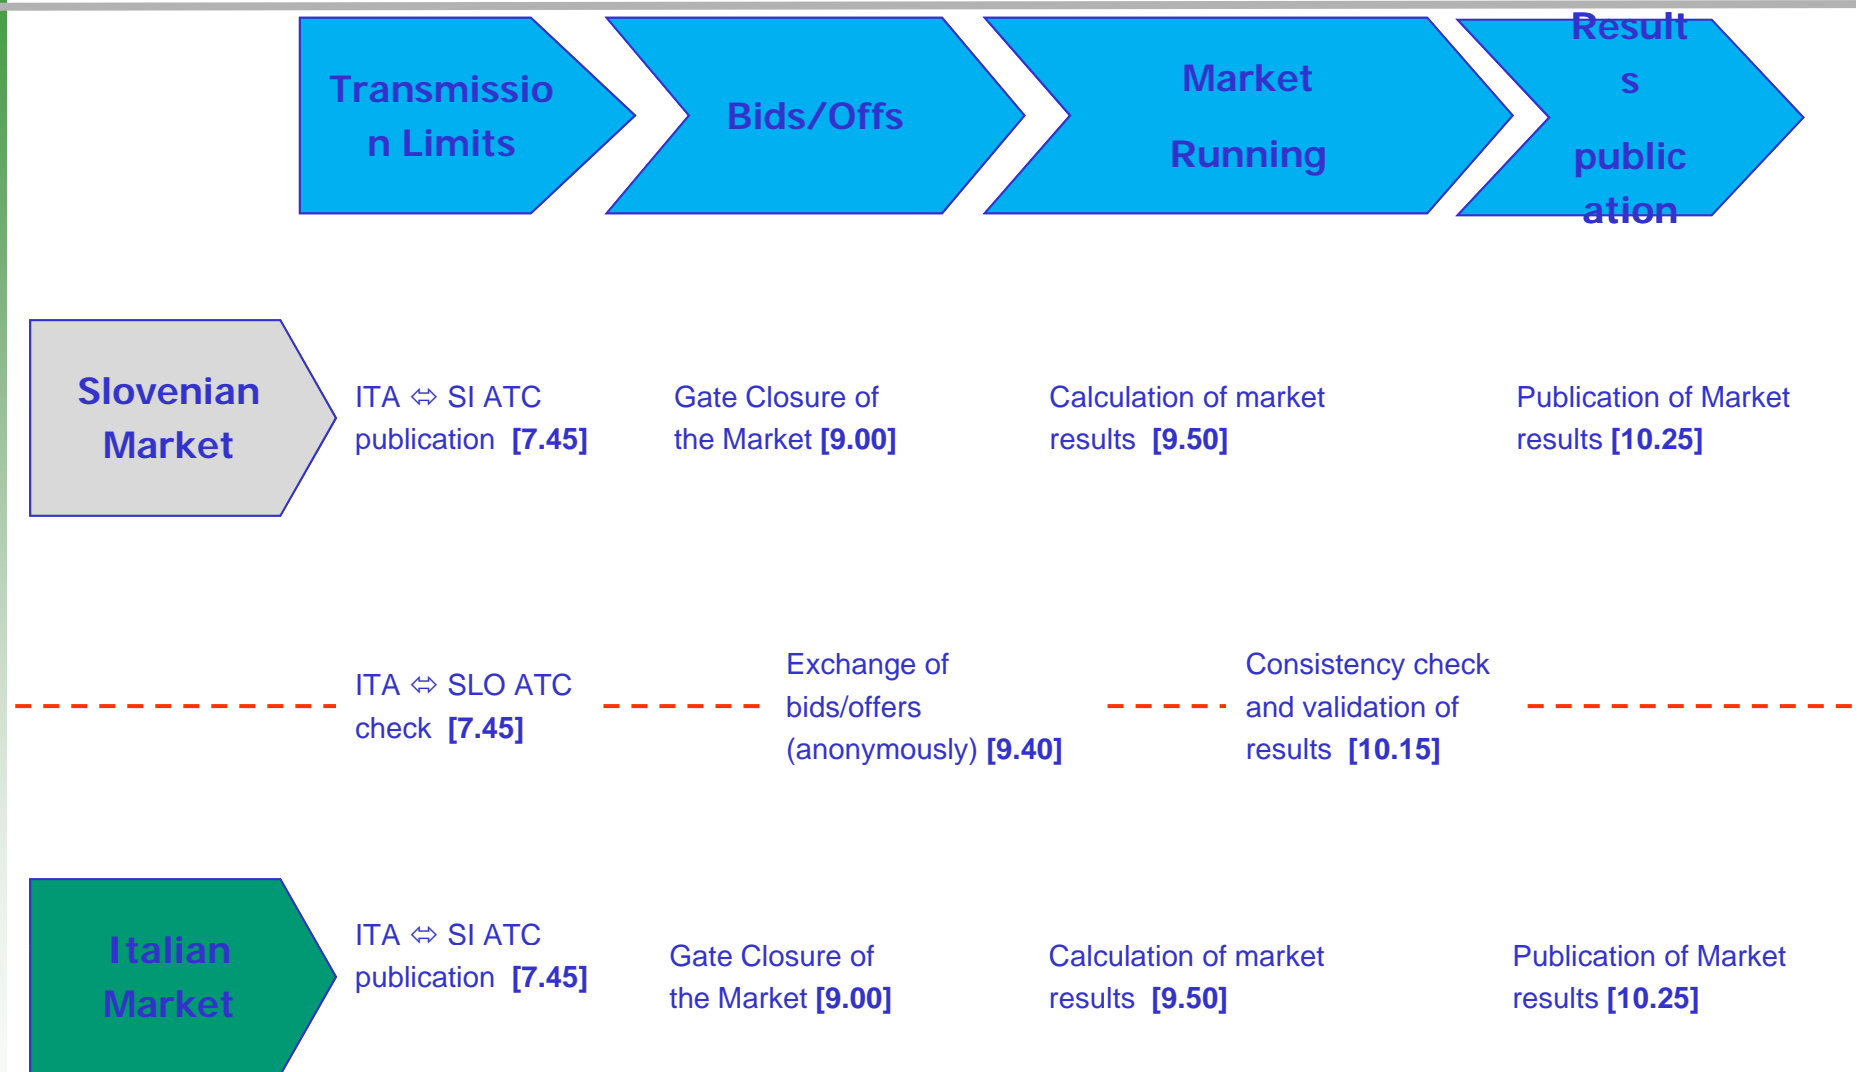 Transmissio
n Limits
Bids/Offs
Market
Running
Result
s
public
ation
Slovenian
Market
ITA ⬄ SI ATC
publication [7.45]
Gate Closure of
the Market [9.00]
Calculation of market
results [9.50]
Publication of Market
results [10.25]
ITA ⬄ SLO ATC
check [7.45]
Exchange of
bids/offers
(anonymously) [9.40]
Consistency check
and validation of
results [10.15]
Italian
Market
ITA ⬄ SI ATC
publication [7.45]
Gate Closure of
the Market [9.00]
Calculation of market
results [9.50]
Publication of Market
results [10.25]